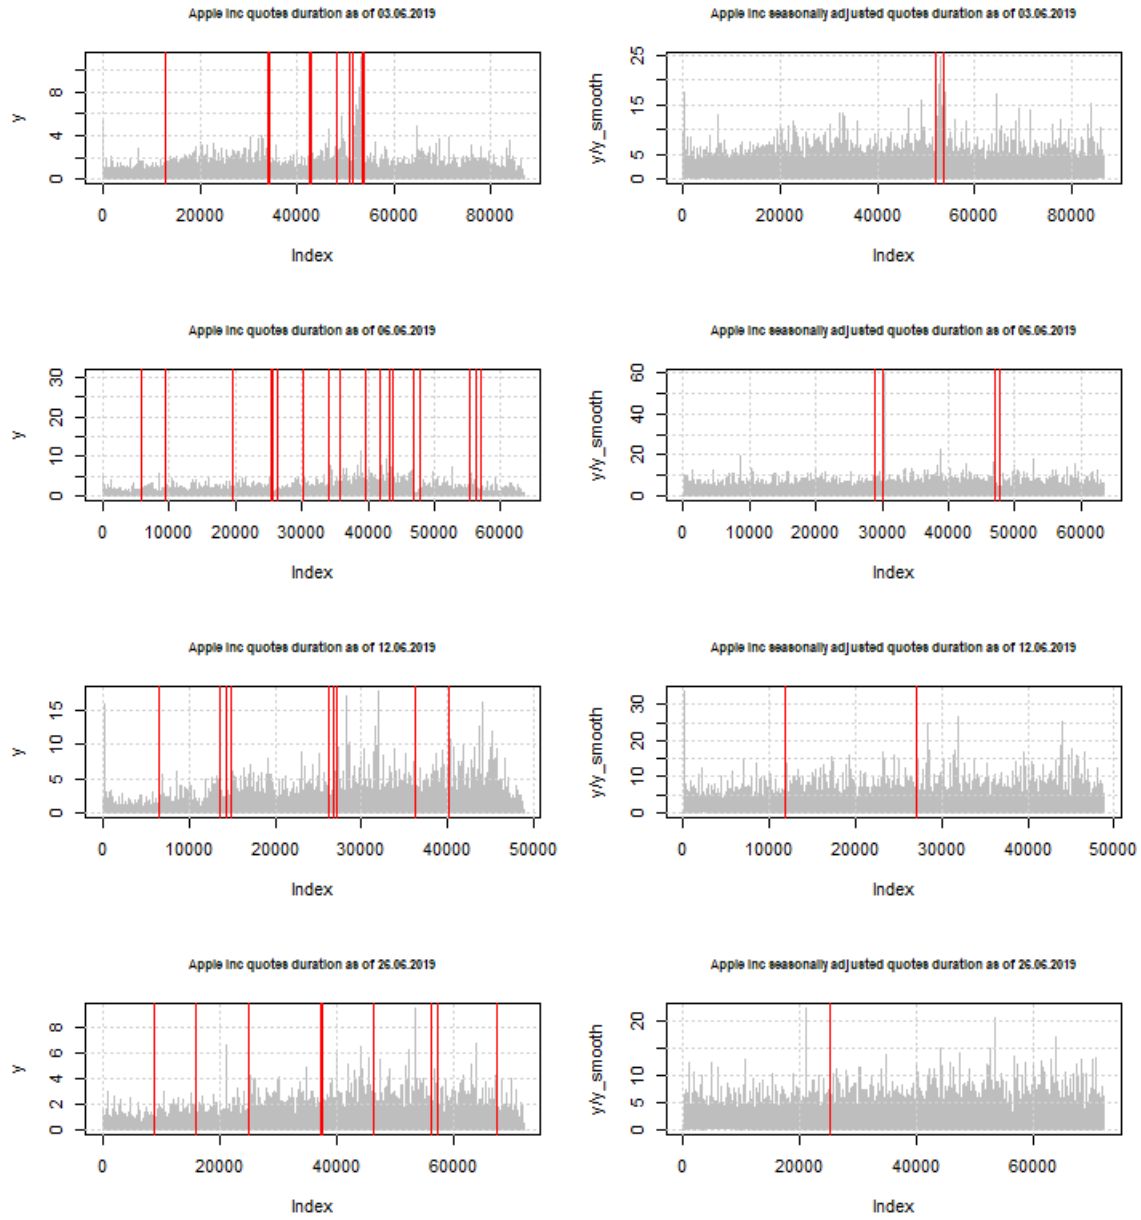 Apple Inc quotes duration as of 03.06.2019
y
0 4 8
0 20000 40000 60000 80000
Index
Apple Inc seasonally adjusted quotes duration as of 03.06.2019
y/y_smooth
0 5 15 25
0 20000 40000 60000 80000
Index
Apple Inc quotes duration as of 06.06.2019
y
0 10 20 30
0 10000 20000 30000 40000 50000 60000
Index
Apple Inc seasonally adjusted quotes duration as of 06.06.2019
y/y_smooth
0 20 40 60
0 10000 20000 30000 40000 50000 60000
Index
Apple Inc quotes duration as of 12.06.2019
y
0 5 10 15
0 10000 20000 30000 40000 50000
Index
Apple Inc seasonally adjusted quotes duration as of 12.06.2019
y/y_smooth
0 10 20 30
0 10000 20000 30000 40000 50000
Index
Apple Inc quotes duration as of 26.06.2019
y
0 2 4 6 8
0 20000 40000 60000
Index
Apple Inc seasonally adjusted quotes duration as of 26.06.2019
y/y_smooth
0 5 10 20
0 20000 40000 60000
Index